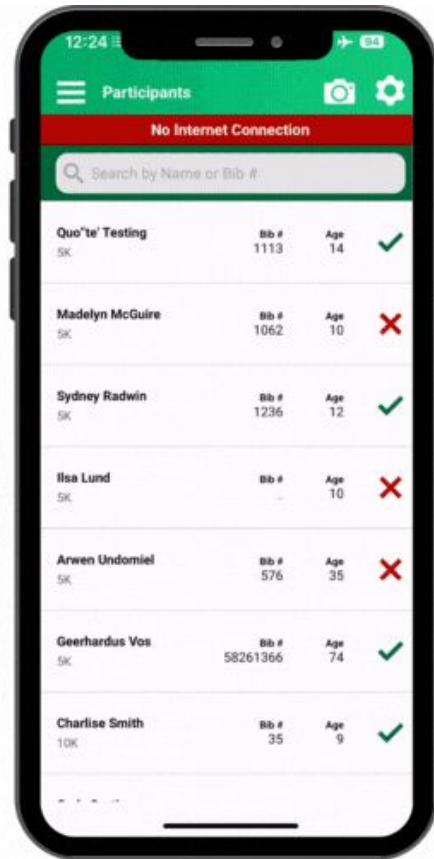 12:24
94
Participants
No Internet Connection
Search by Name or Bib #
Quo"te' Testing Bib # Age
5K 1113 14
Madelyn McGuire Bib # Age
5K 1062 10
Sydney Radwin Bib # Age
5K 1236 12
Ilsa Lund Bib # Age
5K 10
Arwen Undomiel Bib # Age
5K 576 35
Geerhardus Vos Bib # Age
5K 58261366 74
Charlise Smith Bib # Age
10K 35 9